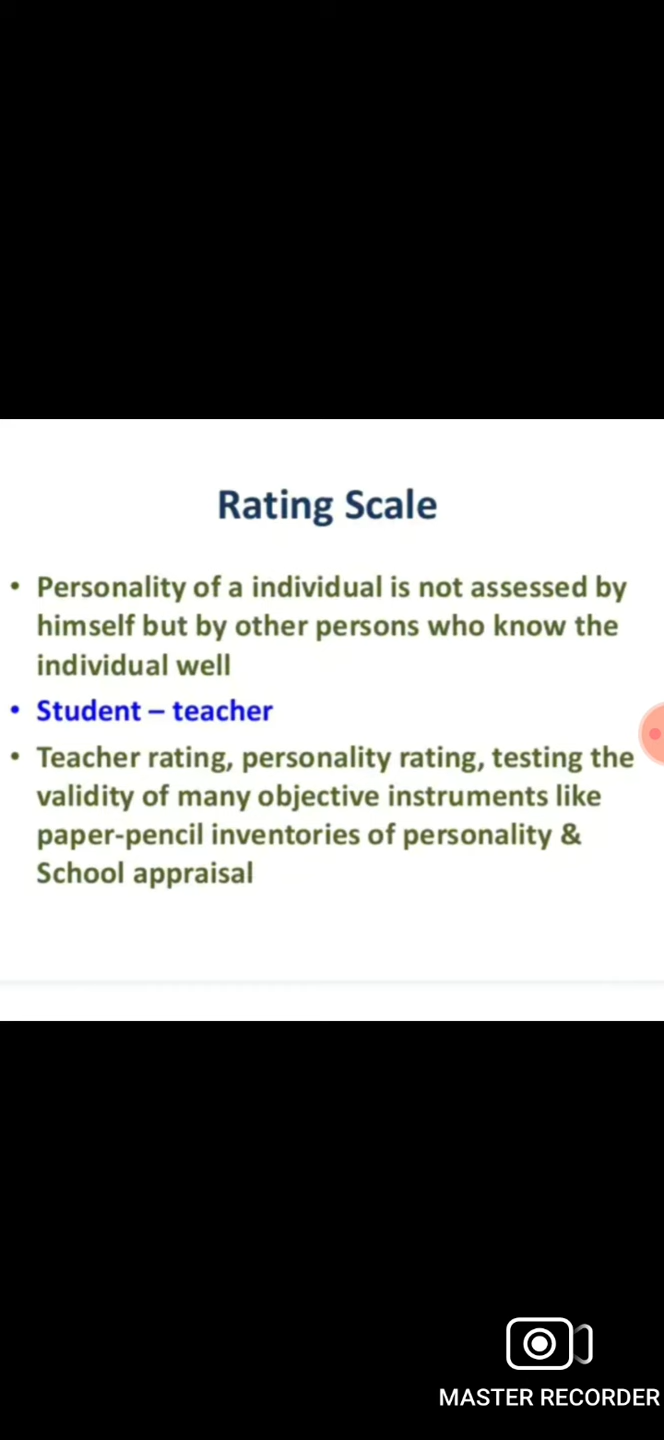 Rating Scale
• Personality of a individual is not assessed by
himself but by other persons who know the
individual well
• Student – teacher
• Teacher rating, personality rating, testing the
validity of many objective instruments like
paper-pencil inventories of personality &
School appraisal
MASTER RECORDER